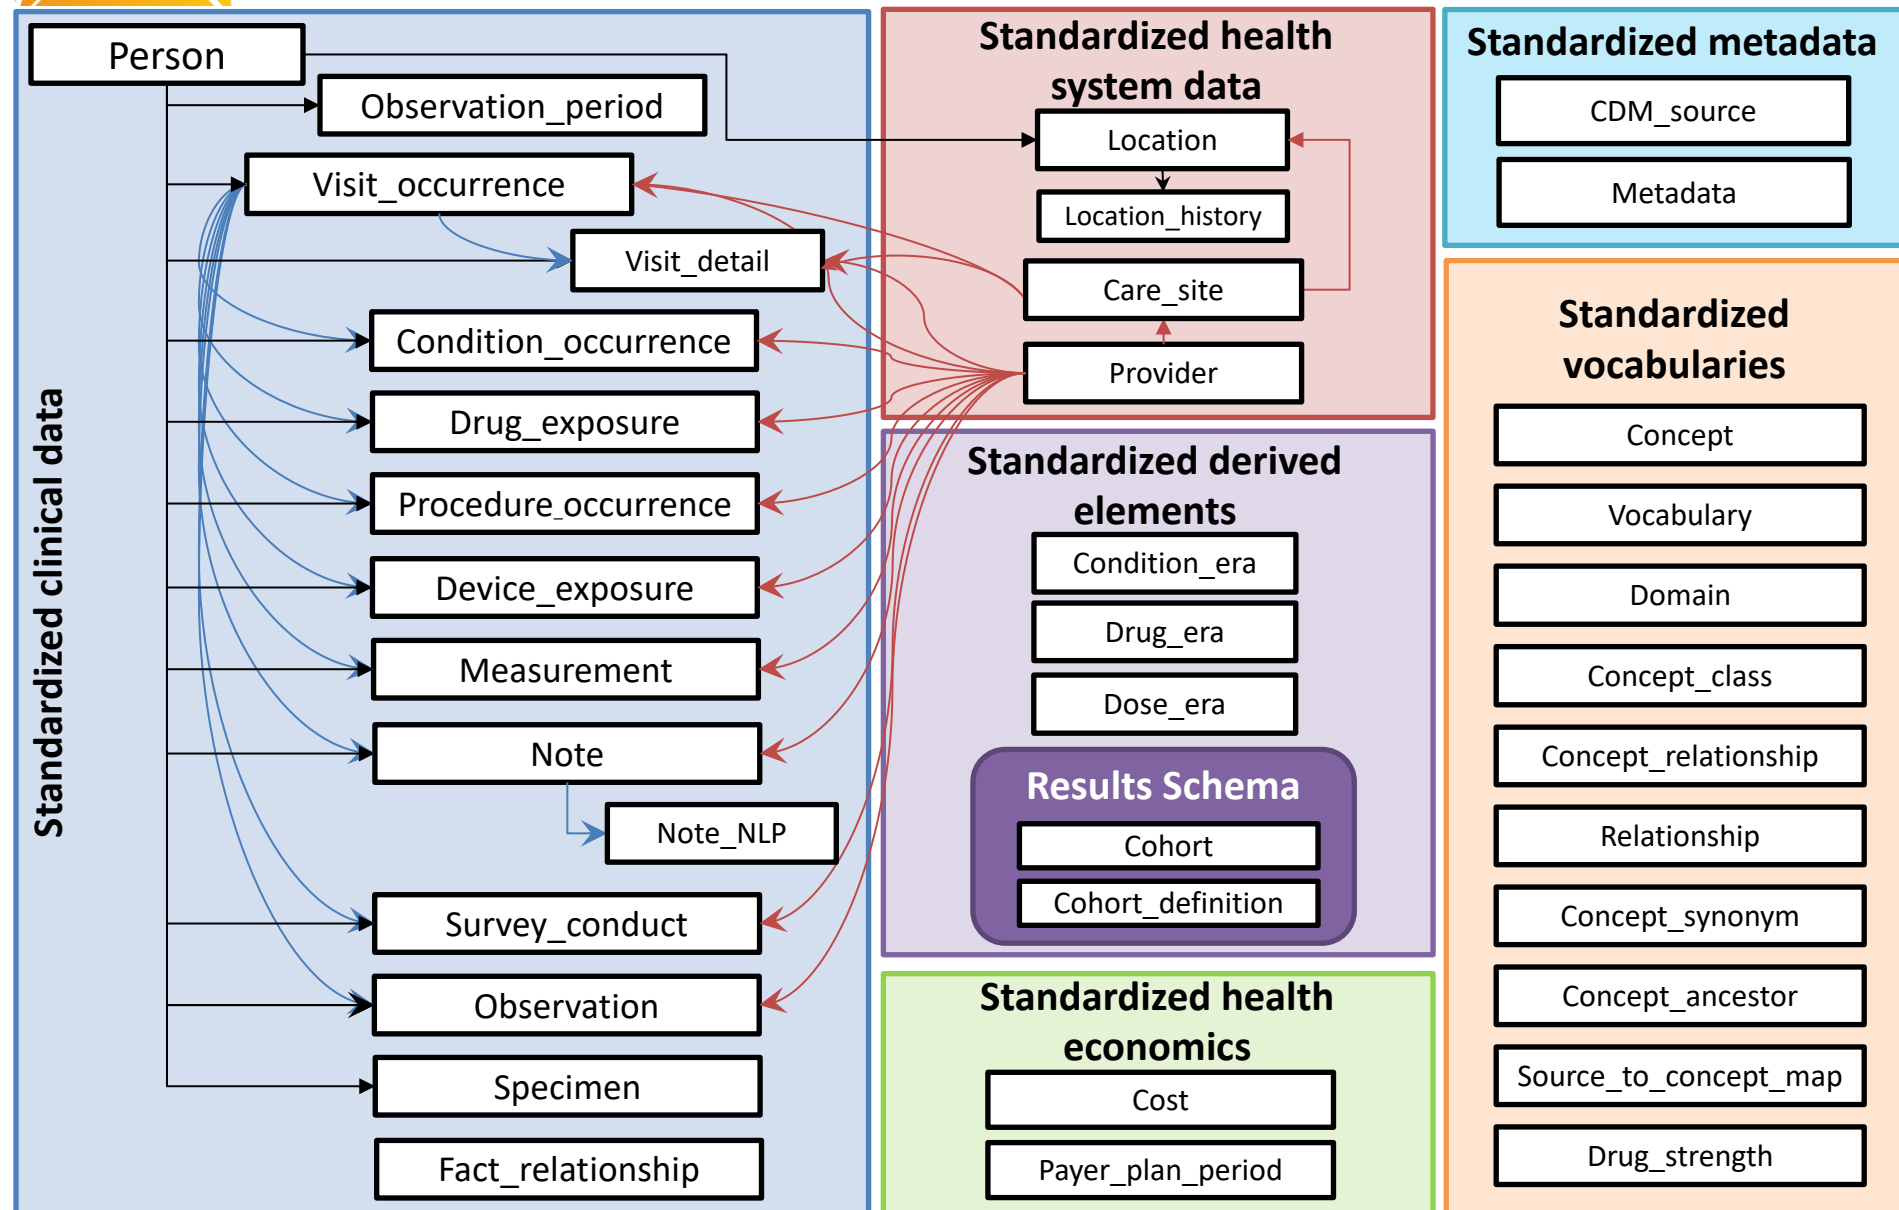 Standardized clinical data
Person
Observation_period
Visit_occurrence
Visit_detail
Condition_occurrence
Drug_exposure
Procedure_occurrence
Device_exposure
Measurement
Note
Note_NLP
Survey_conduct
Observation
Specimen
Fact_relationship
Standardized health
system data
Location
Location_history
Care_site
Provider
Standardized derived
elements
Condition_era
Drug_era
Dose_era
Results Schema
Cohort
Cohort_definition
Standardized health
economics
Cost
Payer_plan_period
Standardized metadata
CDM_source
Metadata
Standardized
vocabularies
Concept
Vocabulary
Domain
Concept_class
Concept_relationship
Relationship
Concept_synonym
Concept_ancestor
Source_to_concept_map
Drug_strength